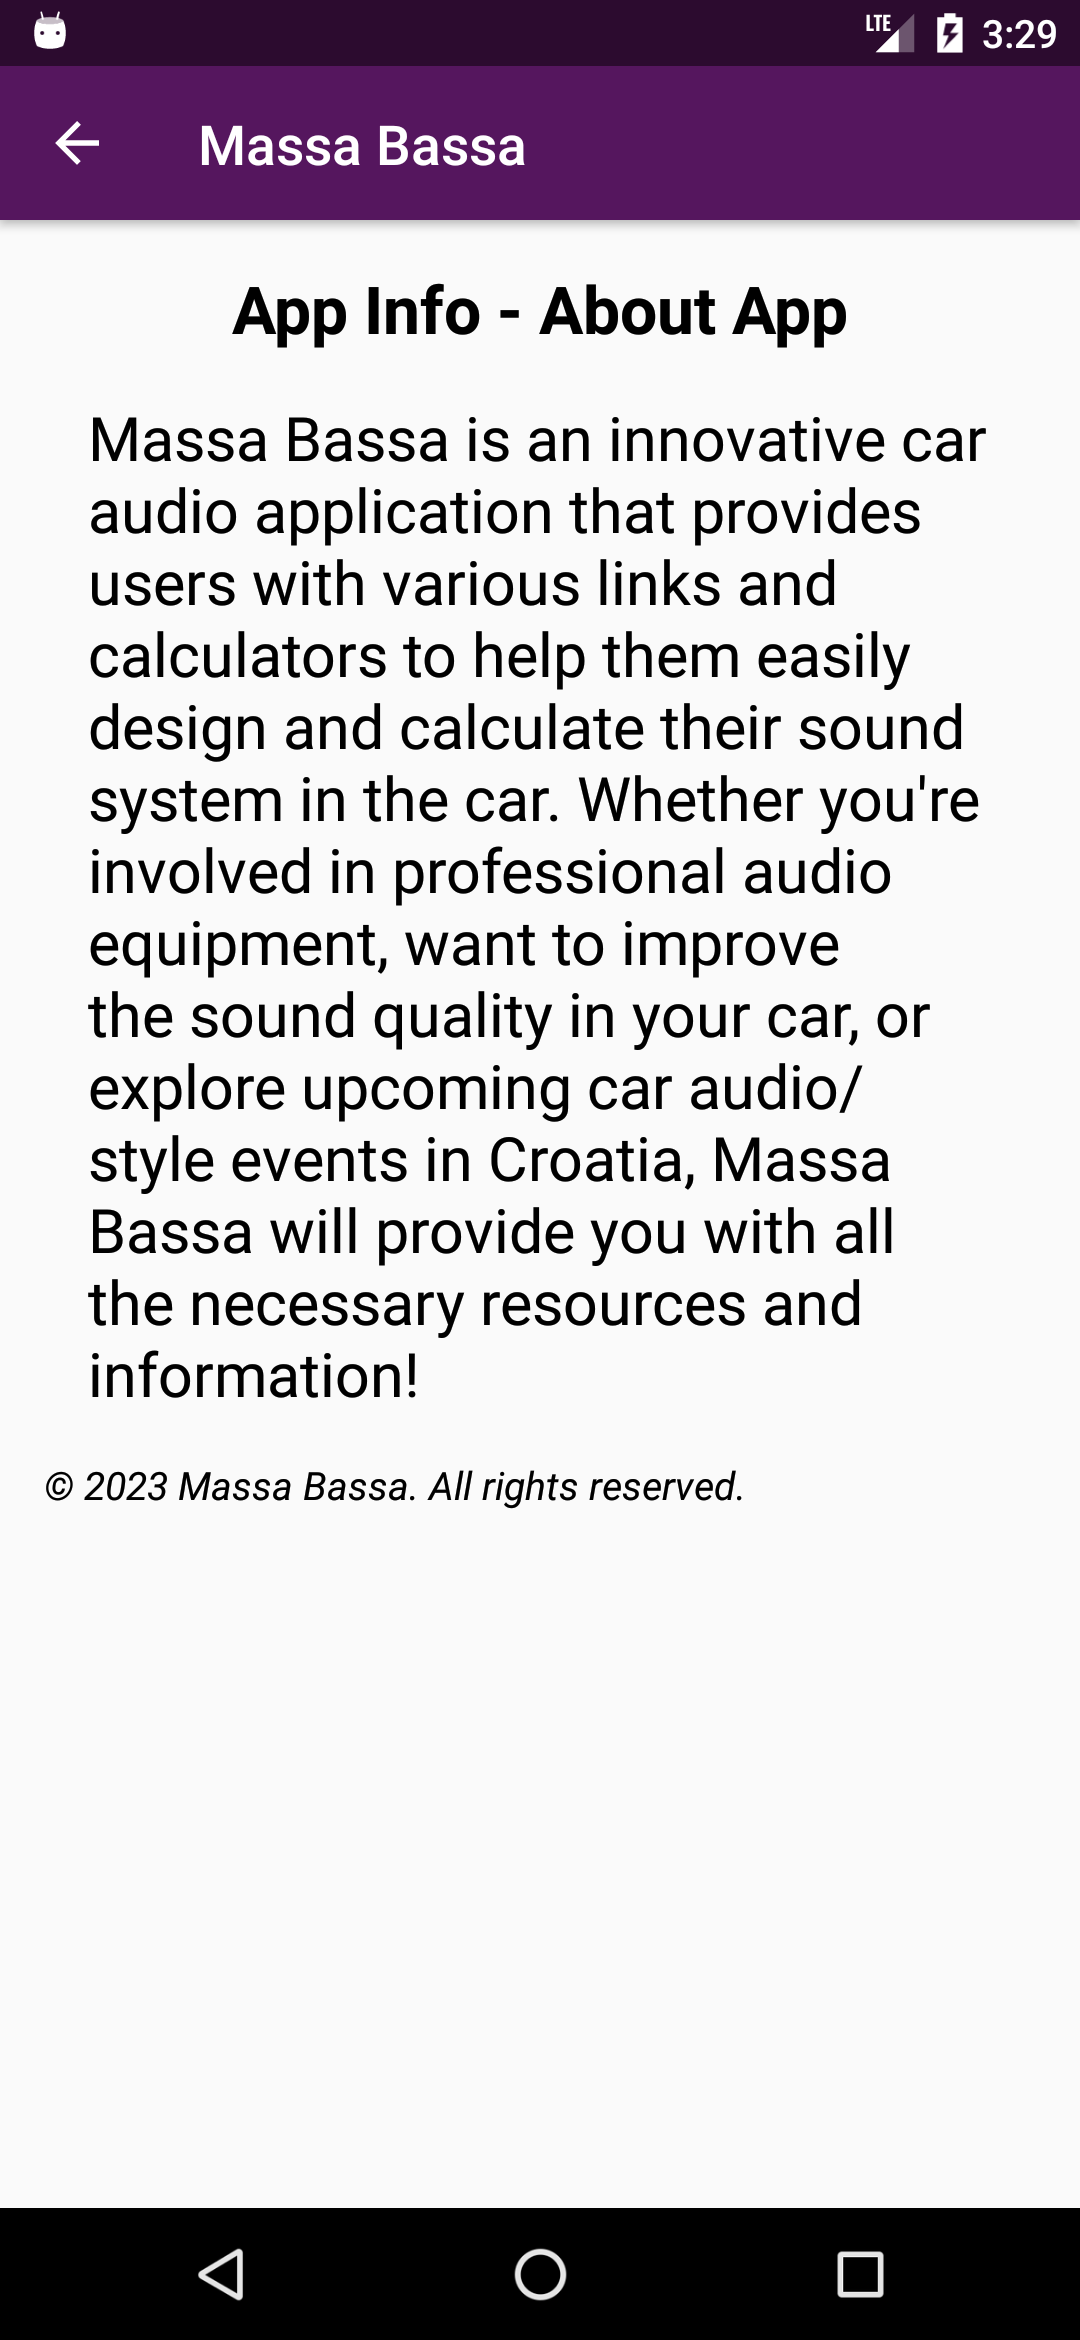 LTE 3:29
Massa Bassa
App Info - About App
Massa Bassa is an innovative car
audio application that provides
users with various links and
calculators to help them easily
design and calculate their sound
system in the car. Whether you're
involved in professional audio
equipment, want to improve
the sound quality in your car, or
explore upcoming car audio/
style events in Croatia, Massa
Bassa will provide you with all
the necessary resources and
information!
© 2023 Massa Bassa. All rights reserved.